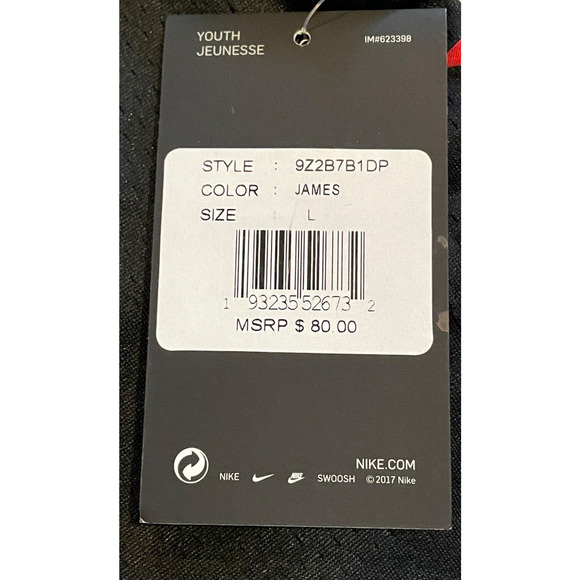 YOUTH
JEUNESSE
IM#623398
STYLE : 9Z2B7B1DP
COLOR : JAMES
SIZE : L
1 93235 52673 2
MSRP $ 80.00
NIKE.COM
NIKE SWOOSH © 2017 Nike